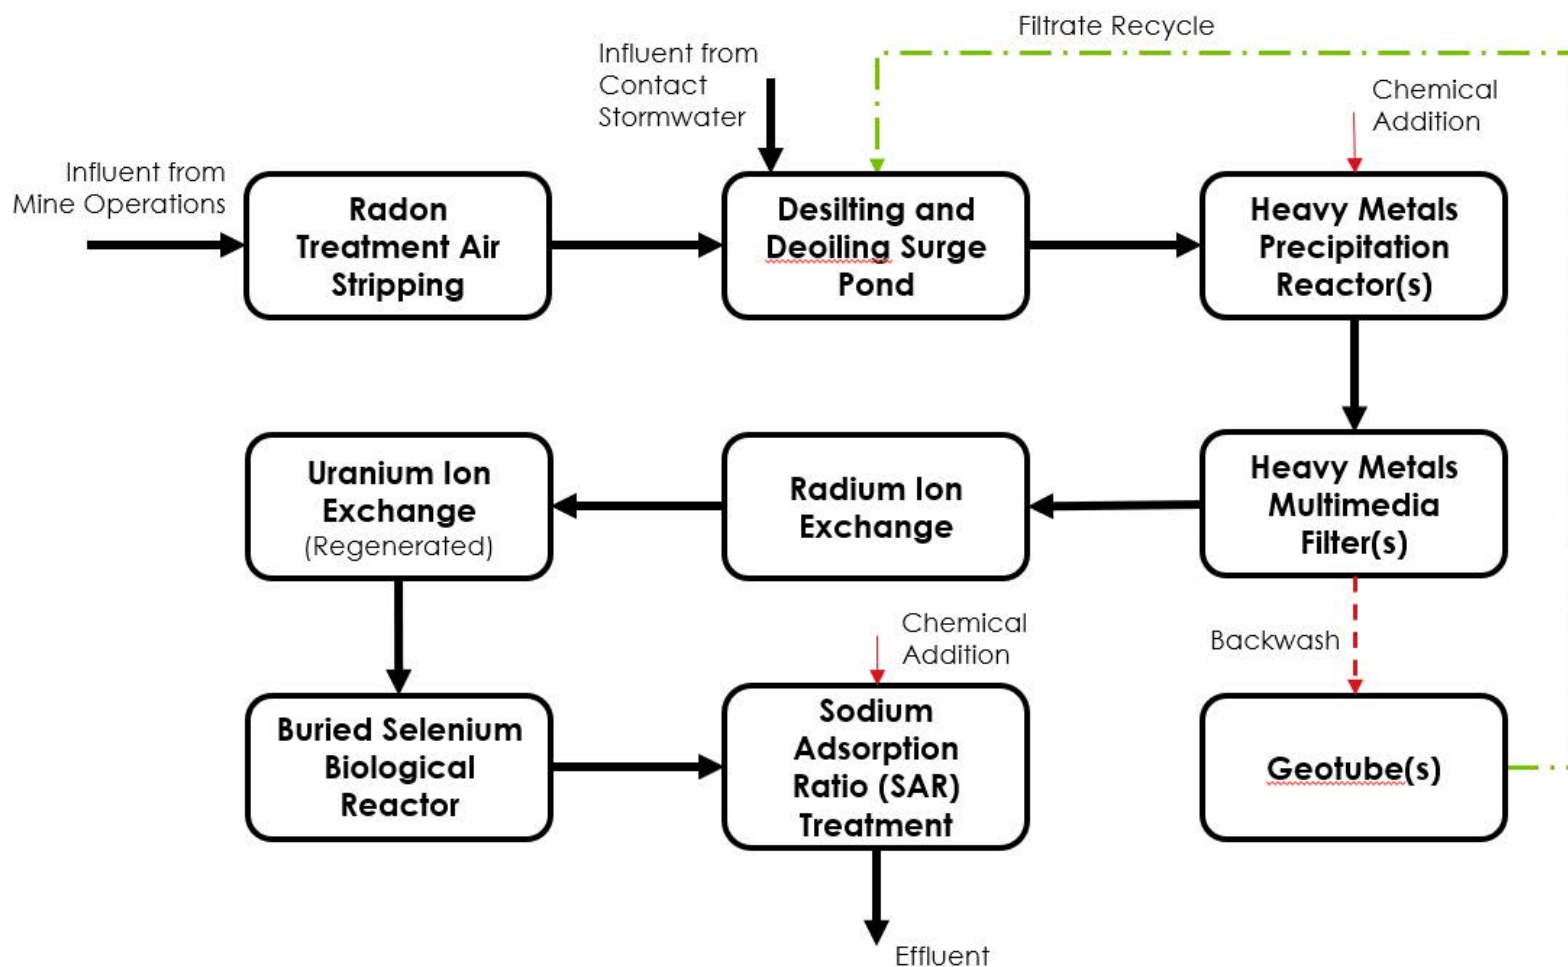 Filtrate Recycle
Influent from
Contact
Stormwater
Chemical
Addition
Influent from
Mine Operations
Radon
Treatment Air
Stripping
Desilting and
Deoiling Surge
Pond
Heavy Metals
Precipitation
Reactor(s)
Uranium Ion
Exchange
(Regenerated)
Radium Ion
Exchange
Heavy Metals
Multimedia
Filter(s)
Chemical
Addition
Backwash
Buried Selenium
Biological
Reactor
Sodium
Adsorption
Ratio (SAR)
Treatment
Geotube(s)
Effluent